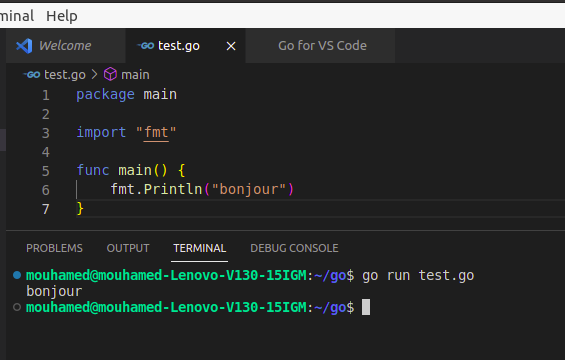 minal Help
Welcome test.go Go for VS Code
test.go > main
1 package main
2
3 import "fmt"
4
5 func main() {
6 fmt.Println("bonjour")
7 }
PROBLEMS OUTPUT TERMINAL DEBUG CONSOLE
mouhamed@mouhamed-Lenovo-V130-15IGM:~/go$ go run test.go
bonjour
mouhamed@mouhamed-Lenovo-V130-15IGM:~/go$